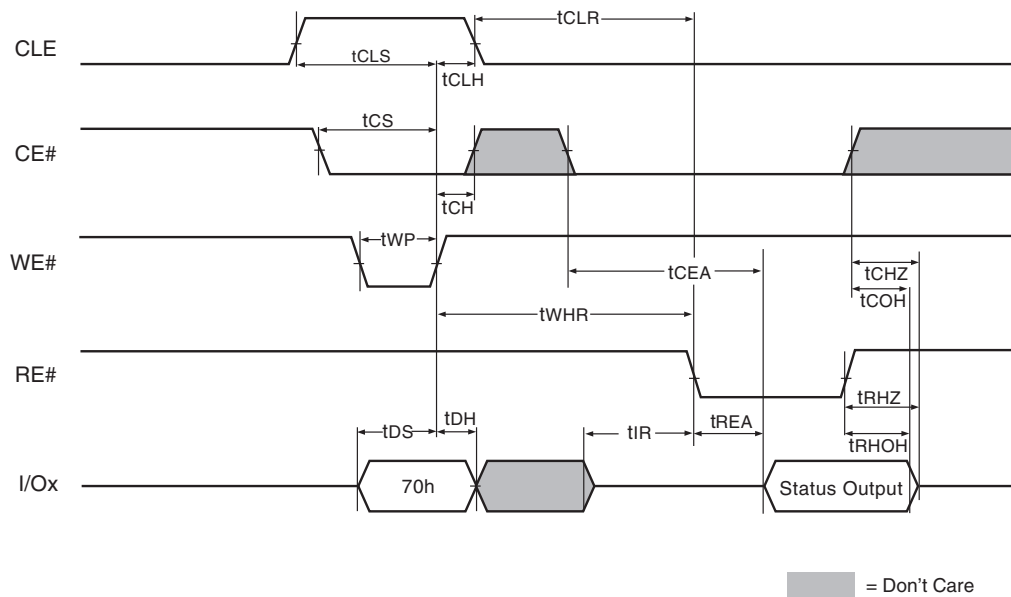 tCLR
CLE
tCLS
tCLH
tCS
CE#
tCH
tWP
WE#
tCEA
tCHZ
tCOH
tWHR
RE#
tRHZ
tDS
tDH
tIR
tREA
tRHOH
I/Ox
70h
Status Output
= Don't Care